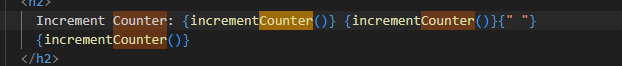 <h2>
Increment Counter: {incrementCounter()} {incrementCounter()}{" "}
{incrementCounter()}
</h2>